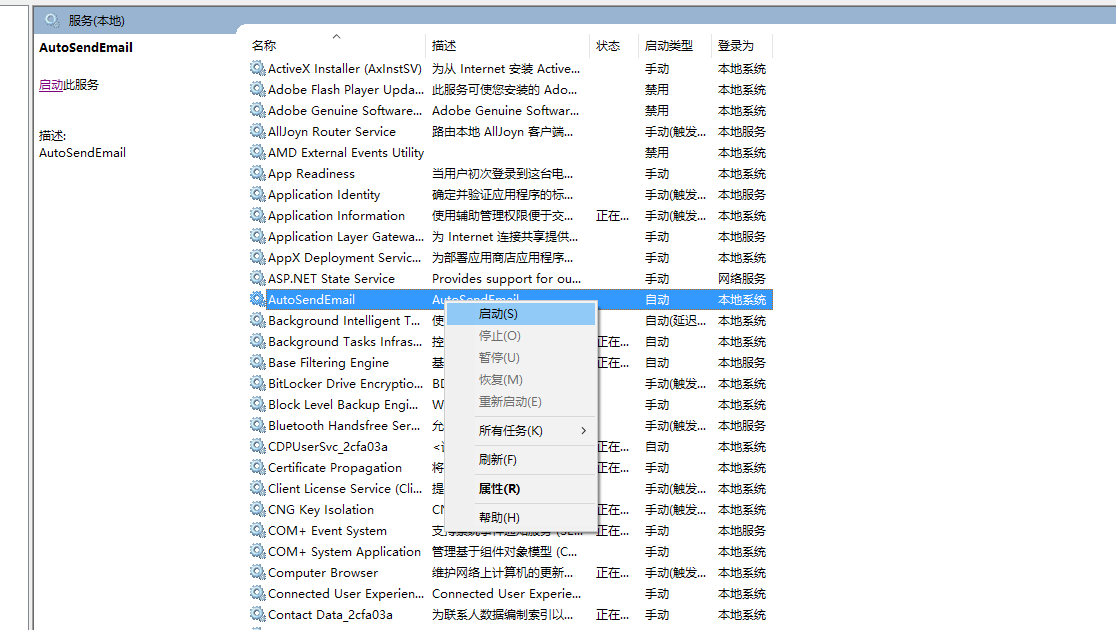 服务(本地)
AutoSendEmail
启动此服务
描述:
AutoSendEmail
名称 描述 状态 启动类型 登录为
ActiveX Installer (AxInstSV) 为从 Internet 安装 Active... 手动 本地系统
Adobe Flash Player Upda... 此服务可使您安装的 Ado... 禁用 本地系统
Adobe Genuine Software... Adobe Genuine Softwar... 禁用 本地系统
AllJoyn Router Service 路由本地 AllJoyn 客户端... 手动(触发... 本地服务
AMD External Events Utility 禁用 本地系统
App Readiness 当用户初次登录到这台电... 手动 本地系统
Application Identity 确定并验证应用程序的标... 手动(触发... 本地服务
Application Information 使用辅助管理权限便于交... 正在... 手动(触发... 本地系统
Application Layer Gatewa... 为 Internet 连接共享提供... 手动 本地服务
AppX Deployment Servic... 为部署应用商店应用程序... 手动 本地系统
ASP.NET State Service Provides support for ou... 手动 网络服务
AutoSendEmail AutoSendEmail 自动 本地系统
Background Intelligent T... 使 自动(延迟... 本地系统
Background Tasks Infras... 控 正在... 自动 本地系统
Base Filtering Engine 基 正在... 自动 本地服务
BitLocker Drive Encryptio... BD 手动(触发... 本地系统
Block Level Backup Engi... W 手动 本地系统
Bluetooth Handsfree Ser... 允 手动(触发... 本地服务
CDPUserSvc_2cfa03a 正在... 自动 本地系统
Certificate Propagation 将 正在... 手动 本地系统
Client License Service (Cli... 提 手动(触发... 本地系统
CNG Key Isolation 正在... 手动(触发... 本地系统
COM+ Event System 支持系统事件通知服务 (SE... 正在... 自动 本地服务
COM+ System Application 管理基于组件对象模型 (C... 手动 本地系统
Computer Browser 维护网络上计算机的更新... 正在... 手动(触发... 本地系统
Connected User Experien... Connected User Experie... 手动 本地系统
Contact Data_2cfa03a 为联系人数据编制索引以... 正在... 手动 本地系统
启动(S)
停止(O)
暂停(U)
恢复(M)
重新启动(E)
所有任务(K)
刷新(F)
属性(R)
帮助(H)